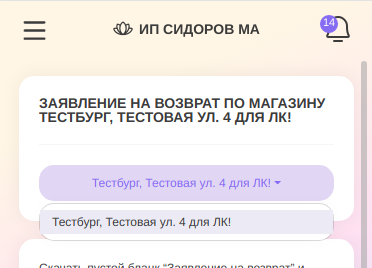 14
ИП СИДОРОВ МА
ЗАЯВЛЕНИЕ НА ВОЗВРАТ ПО МАГАЗИНУ
ТЕСТБУРГ, ТЕСТОВАЯ УЛ. 4 ДЛЯ ЛК!
Тестбург, Тестовая ул. 4 для ЛК!
Тестбург, Тестовая ул. 4 для ЛК!
Скачать пустой бланк "Заявление на возврат" и